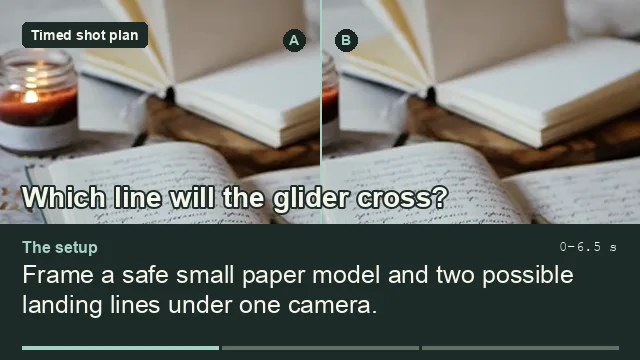 Timed shot plan
A
B
Which line will the glider cross?
The setup
0–6.5 s
Frame a safe small paper model and two possible
landing lines under one camera.